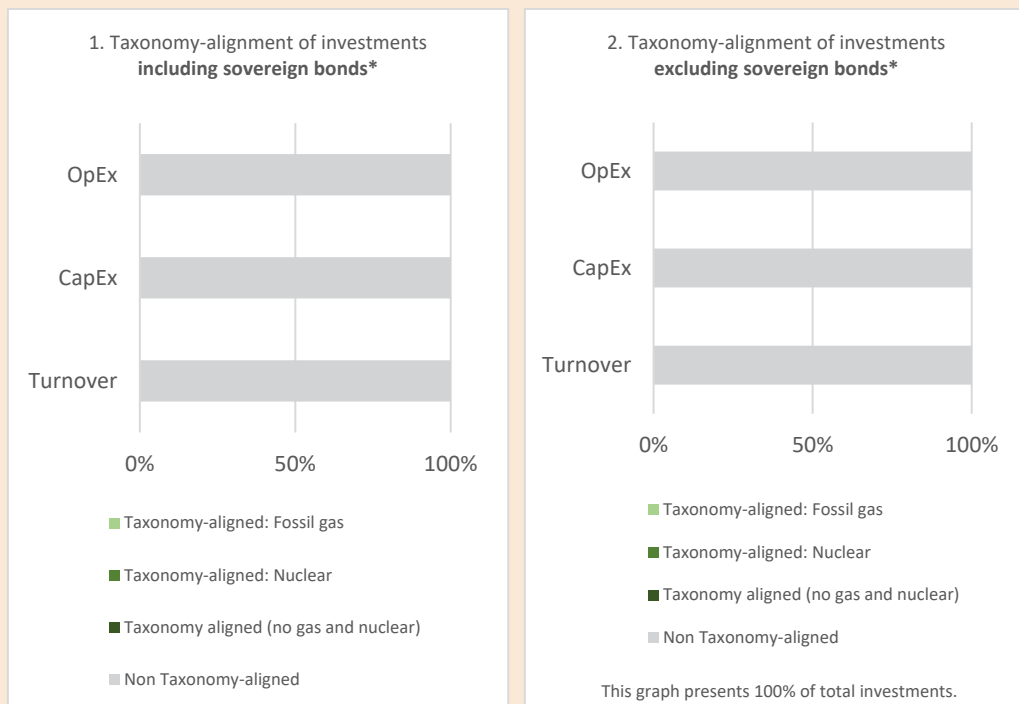 1. Taxonomy-alignment of investments
including sovereign bonds*
OpEx
CapEx
Turnover
0% 50% 100%
Taxonomy-aligned: Fossil gas
Taxonomy-aligned: Nuclear
Taxonomy aligned (no gas and nuclear)
Non Taxonomy-aligned
2. Taxonomy-alignment of investments
excluding sovereign bonds*
OpEx
CapEx
Turnover
0% 50% 100%
Taxonomy-aligned: Fossil gas
Taxonomy-aligned: Nuclear
Taxonomy aligned (no gas and nuclear)
Non Taxonomy-aligned
This graph presents 100% of total investments.